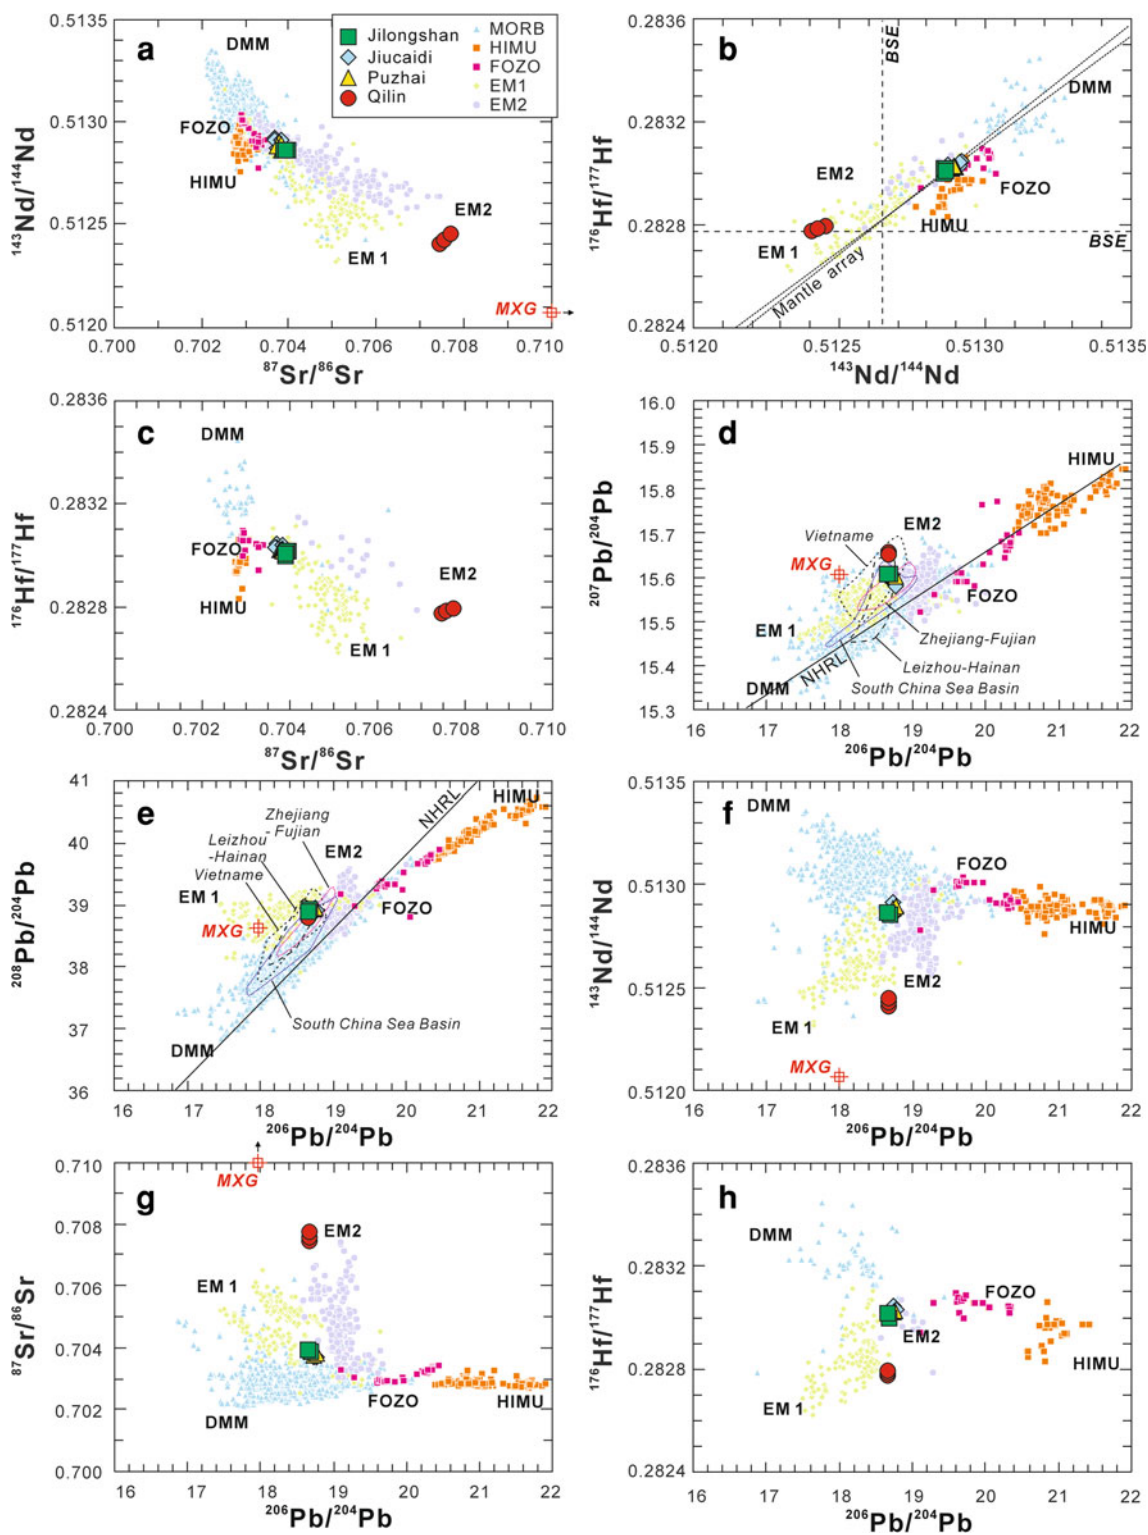 a
0.5135
0.5130
0.5125
0.5120
143Nd/144Nd
DMM
FOZO
HIMU
EM 1
EM2
MXG
0.700
0.702
0.704
0.706
0.708
0.710
87Sr/86Sr
Jilongshan
Jiucaidi
Puzhai
Qilin
MORB
HIMU
FOZO
EM1
EM2
b
0.2836
0.2832
0.2828
0.2824
176Hf/177Hf
BSE
DMM
EM2
FOZO
HIMU
EM 1
BSE
Mantle array
0.5120
0.5125
0.5130
0.5135
143Nd/144Nd
c
0.2836
0.2832
0.2828
0.2824
176Hf/177Hf
DMM
FOZO
HIMU
EM2
EM 1
0.700
0.702
0.704
0.706
0.708
0.710
87Sr/86Sr
d
16.0
15.9
15.8
15.7
15.6
15.5
15.4
15.3
207Pb/204Pb
HIMU
EM2
Vietname
MXG
FOZO
EM 1
Zhejiang-Fujian
Leizhou-Hainan
NHRL
DMM
South China Sea Basin
16
17
18
19
20
21
22
206Pb/204Pb
e
41
40
39
38
37
36
208Pb/204Pb
NHRL
HIMU
Zhejiang
-Fujian
Leizhou
-Hainan
Vietname
EM2
EM 1
FOZO
MXG
South China Sea Basin
DMM
16
17
18
19
20
21
22
206Pb/204Pb
f
0.5135
0.5130
0.5125
0.5120
143Nd/144Nd
DMM
FOZO
HIMU
EM2
EM 1
MXG
16
17
18
19
20
21
22
206Pb/204Pb
g
0.710
0.708
0.706
0.704
0.702
0.700
87Sr/86Sr
MXG
EM2
EM 1
FOZO
HIMU
DMM
16
17
18
19
20
21
22
206Pb/204Pb
h
0.2836
0.2832
0.2828
0.2824
176Hf/177Hf
DMM
FOZO
EM2
HIMU
EM 1
16
17
18
19
20
21
22
206Pb/204Pb